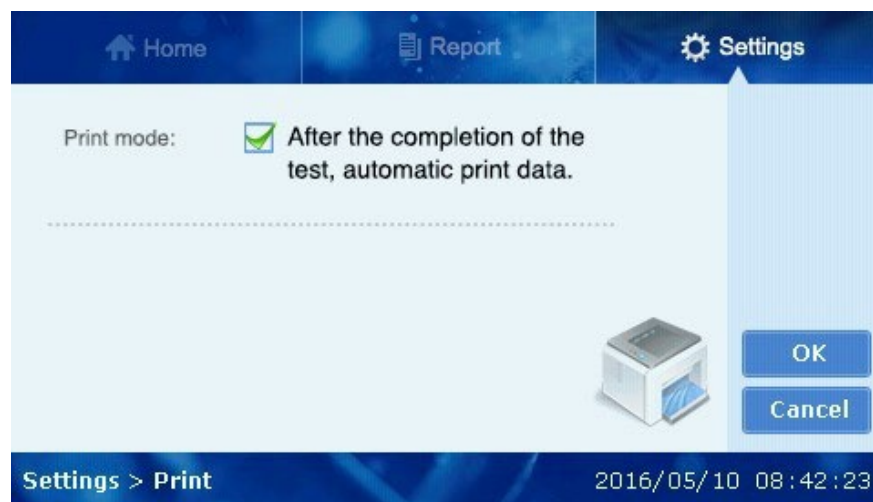 Home
Report
Settings
Print mode:
After the completion of the
test, automatic print data.
OK
Cancel
Settings > Print
2016/05/10 08:42:23